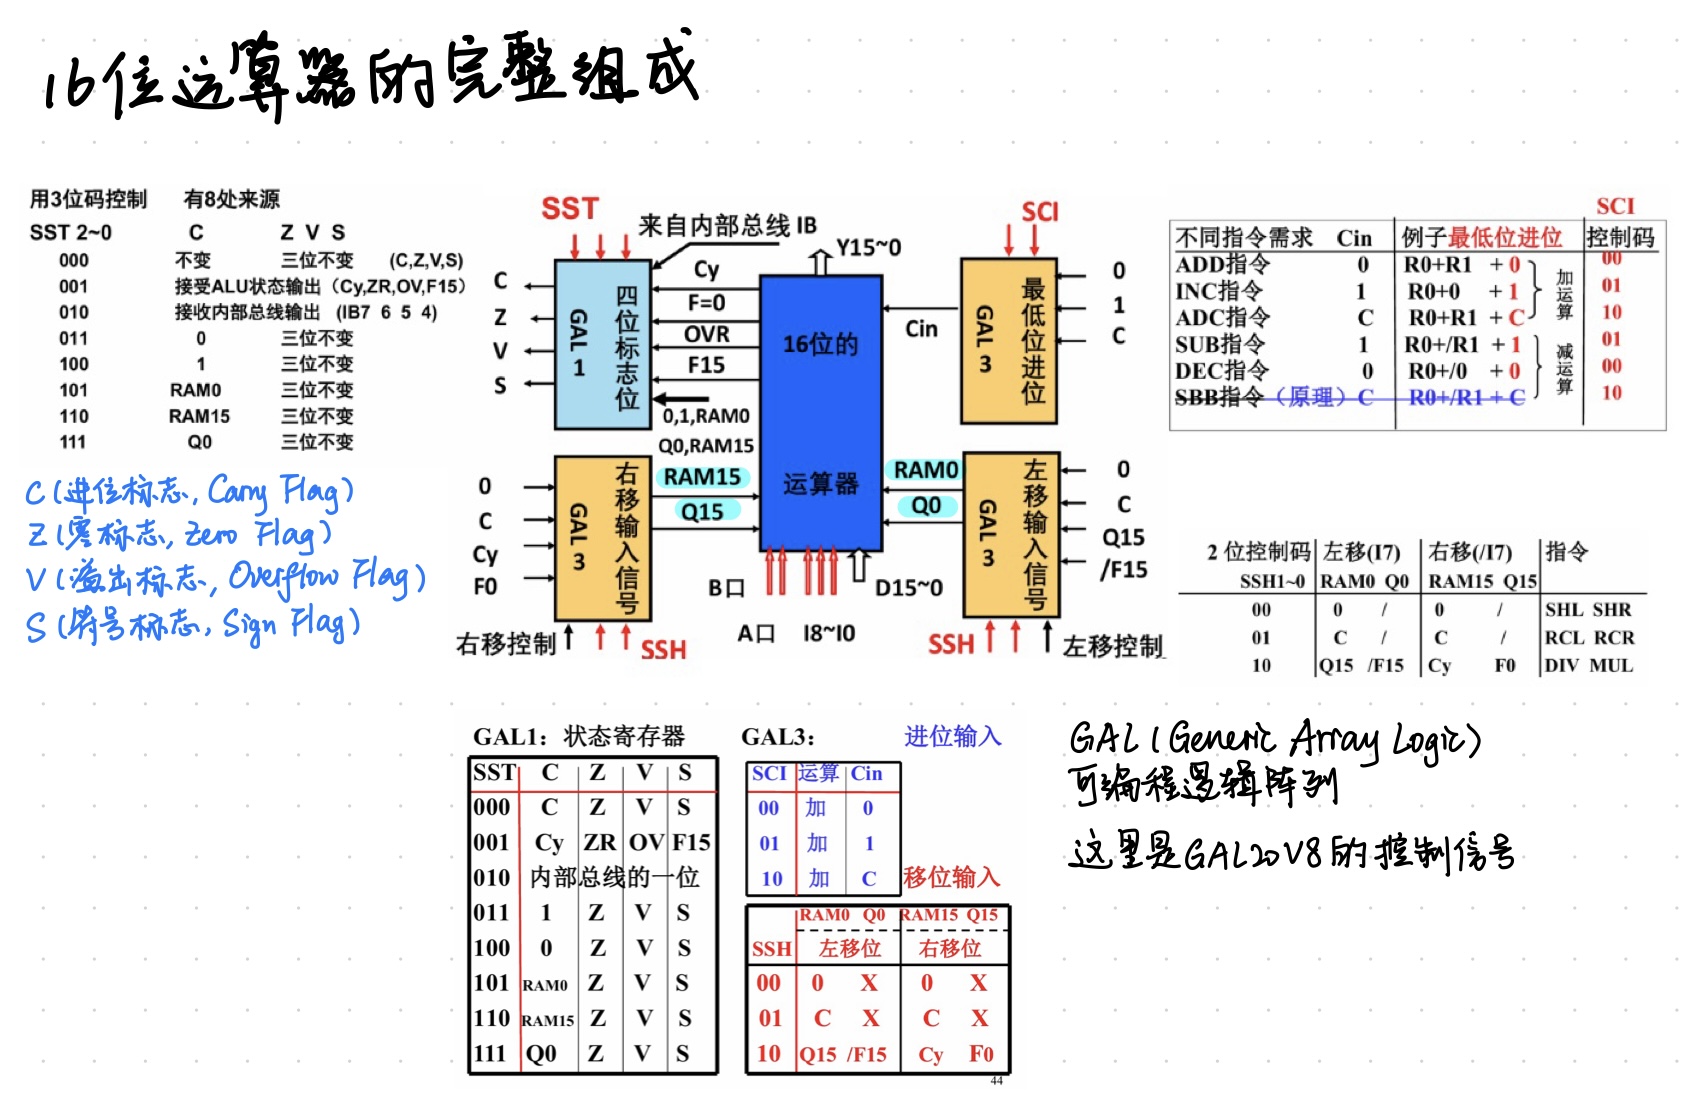 16位运算器的完整组成
用3位码控制 有8处来源
SST 2~0 C Z V S
000 不变 三位不变 (C,Z,V,S)
001 接受ALU状态输出（Cy,ZR,OV,F15）
010 接收内部总线输出 (IB7 6 5 4)
011 0 三位不变
100 1 三位不变
101 RAM0 三位不变
110 RAM15 三位不变
111 Q0 三位不变
C(进位标志, Carry Flag)
Z(零标志, Zero Flag)
V(溢出标志, Overflow Flag)
S(符号标志, Sign Flag)
SST
来自内部总线 IB
Y15~0
SCI
C
Z
V
S
GAL 1
四位标志位
Cy
F=0
OVR
F15
0,1,RAM0
Q0,RAM15
16位的
运算器
Cin
GAL 3
最低位进位
0
1
C
0
C
Cy
F0
GAL 3
右移输入信号
RAM15
Q15
RAM0
Q0
GAL 3
左移输入信号
0
C
Q15
/F15
B口
A口
I8~I0
D15~0
右移控制
SSH
SSH
左移控制
SCI
不同指令需求 Cin 例子最低位进位 控制码
ADD指令 0 R0+R1 + 0 00
INC指令 1 R0+0 + 1 01
ADC指令 C R0+R1 + C 10
加运算
SUB指令 1 R0+/R1 + 1 01
DEC指令 0 R0+/0 + 0 00
SBB指令（原理）C R0+/R1 + C 10
减运算
2 位控制码 左移(I7) 右移(/I7) 指令
SSH1~0 RAM0 Q0 RAM15 Q15
00 0 / 0 / SHL SHR
01 C / C / RCL RCR
10 Q15 /F15 Cy F0 DIV MUL
GAL1：状态寄存器
SST C Z V S
000 C Z V S
001 Cy ZR OV F15
010 内部总线的一位
011 1 Z V S
100 0 Z V S
101 RAM0 Z V S
110 RAM15 Z V S
111 Q0 Z V S
GAL3： 进位输入
SCI 运算 Cin
00 加 0
01 加 1
10 加 C
移位输入
RAM0 Q0 RAM15 Q15
SSH 左移位 右移位
00 0 X 0 X
01 C X C X
10 Q15 /F15 Cy F0
44
GAL(Generic Array Logic)
可编程逻辑阵列
这里是GAL20V8的控制信号